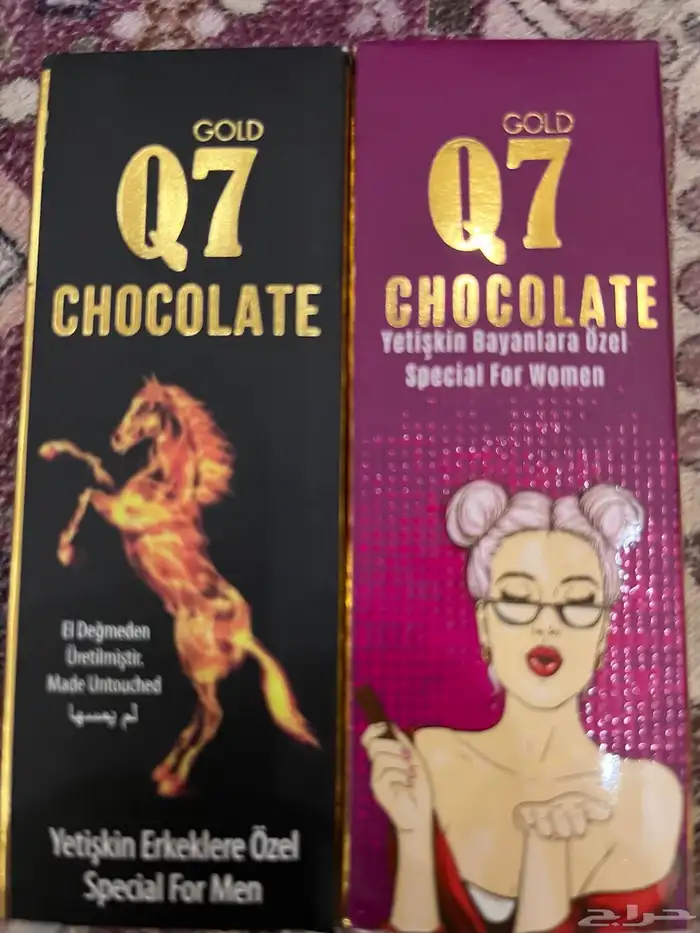 GOLD
Q7
CHOCOLATE
El Değmeden
Üretilmiştir.
Made Untouched
لم يمسها
Yetişkin Erkeklere Özel
Special For Men
GOLD
Q7
CHOCOLATE
Yetişkin Bayanlara Özel
Special For Women
حراج